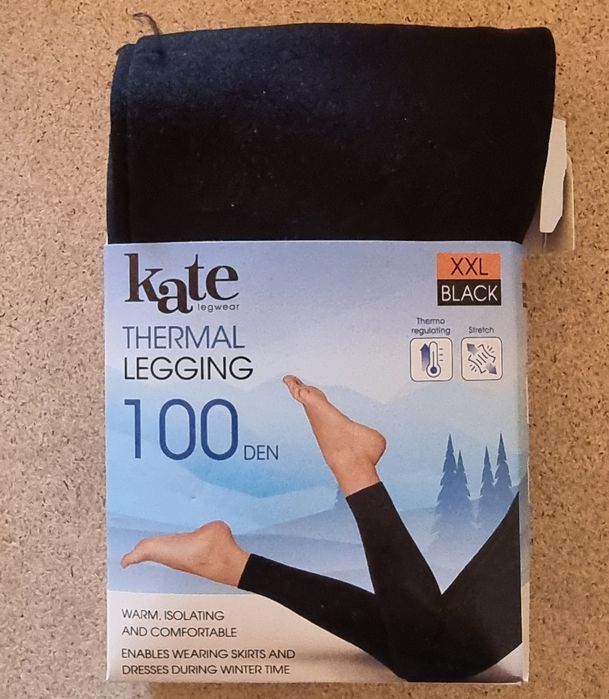 kate
legwear
XXL
BLACK
THERMAL
LEGGING
100 DEN
Thermo
regulating
Stretch
WARM, ISOLATING
AND COMFORTABLE
ENABLES WEARING SKIRTS AND
DRESSES DURING WINTER TIME